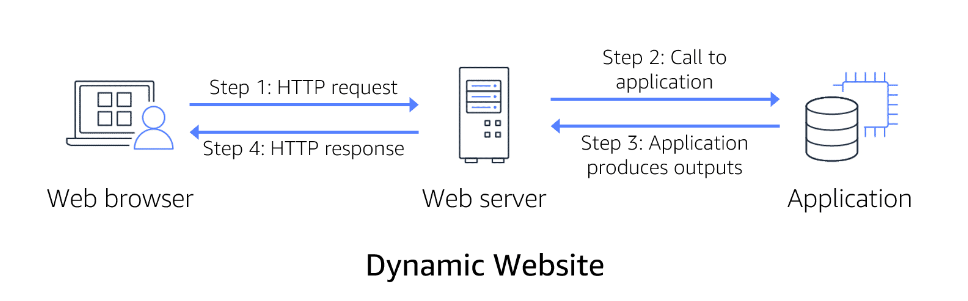 Step 1: HTTP request
Step 4: HTTP response
Step 2: Call to
application
Step 3: Application
produces outputs
Web browser
Web server
Application
Dynamic Website